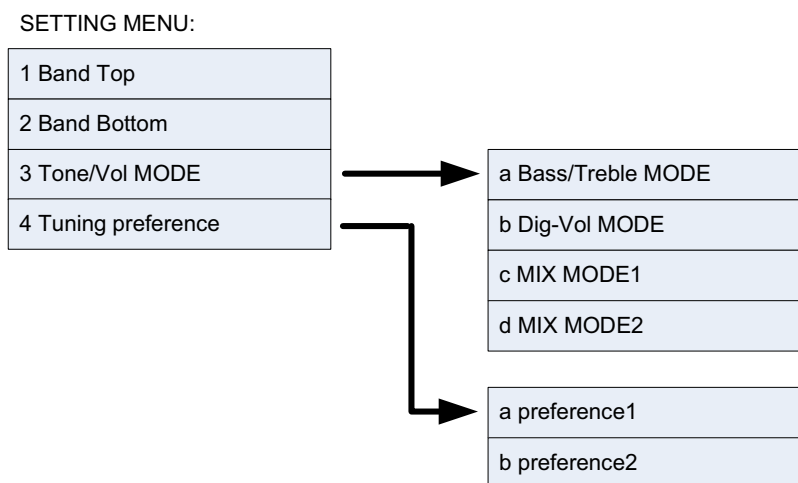 SETTING MENU:
1 Band Top
2 Band Bottom
3 Tone/Vol MODE
4 Tuning preference
a Bass/Treble MODE
b Dig-Vol MODE
c MIX MODE1
d MIX MODE2
a preference1
b preference2